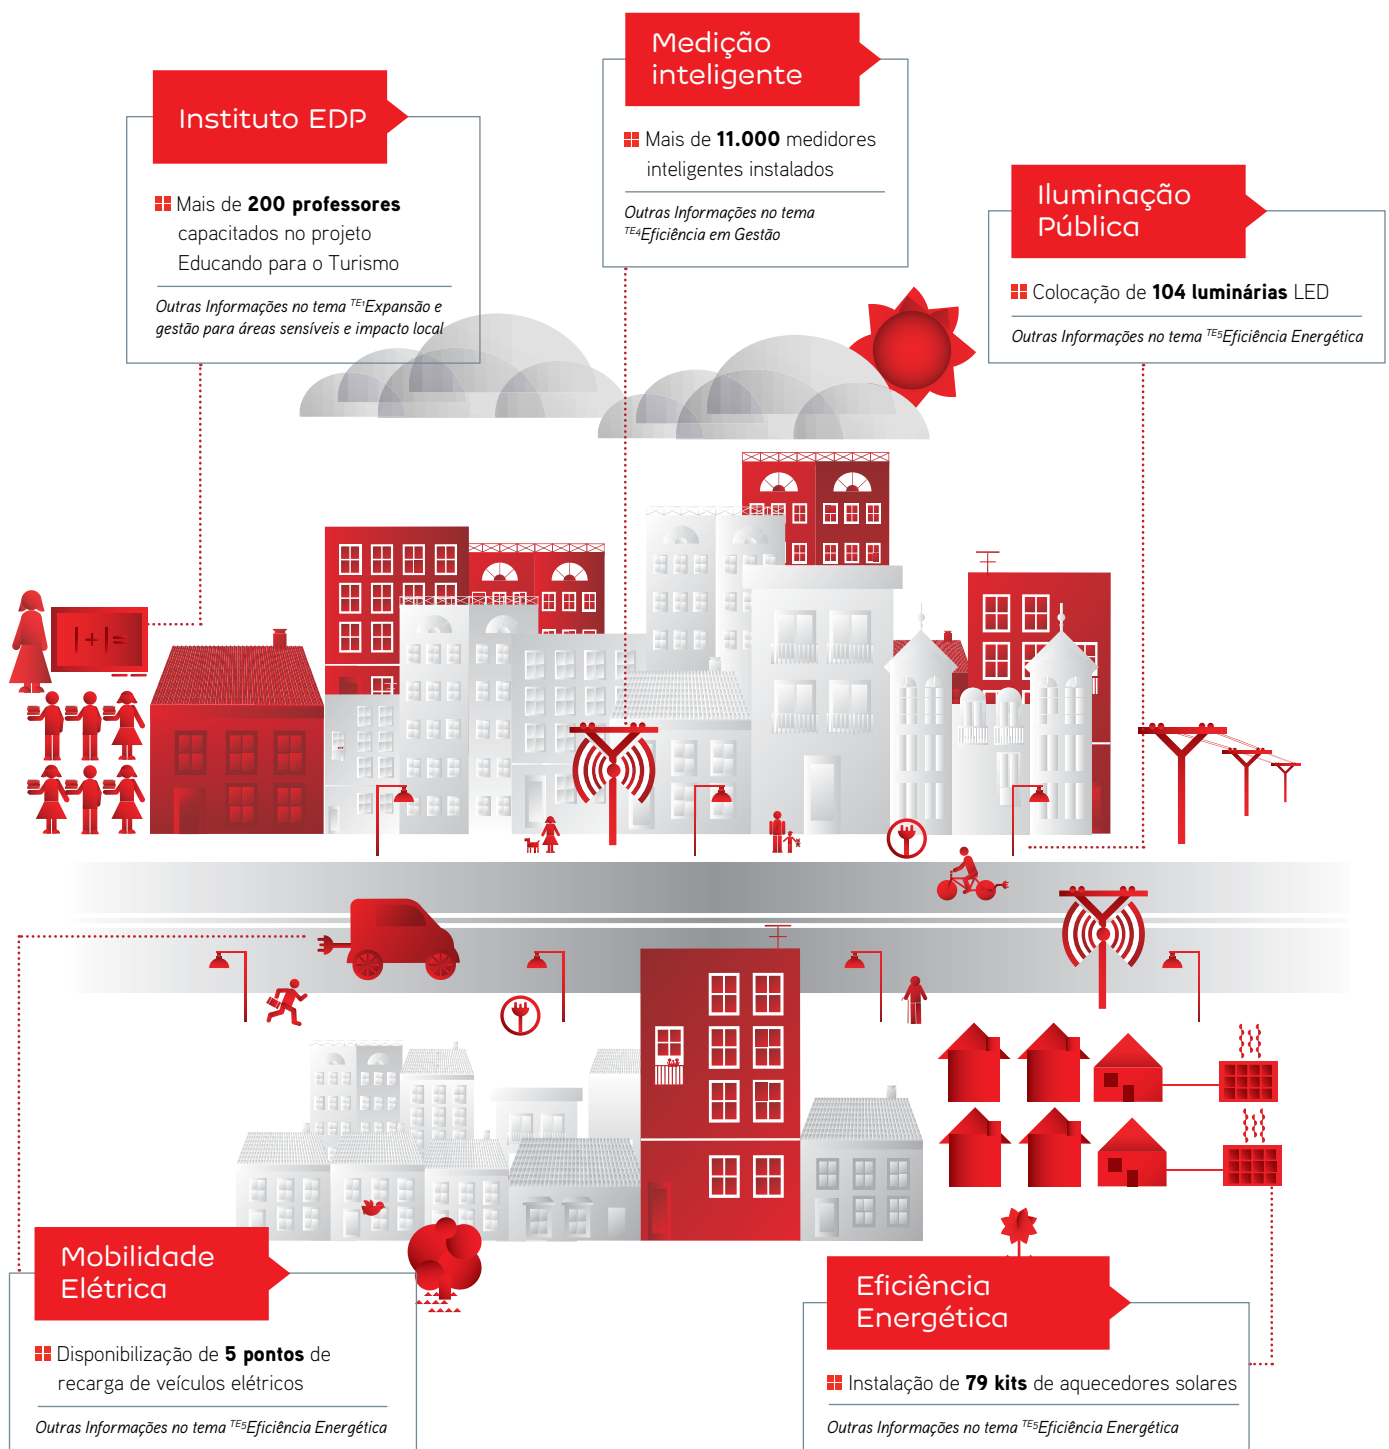 Instituto EDP
Mais de 200 professores
capacitados no projeto
Educando para o Turismo
Outras Informações no tema TE1Expansão e
gestão para áreas sensíveis e impacto local
Medição
inteligente
Mais de 11.000 medidores
inteligentes instalados
Outras Informações no tema
TE4Eficiência em Gestão
Iluminação
Pública
Colocação de 104 luminárias LED
Outras Informações no tema TE5Eficiência Energética
1+1=
Mobilidade
Elétrica
Disponibilização de 5 pontos de
recarga de veículos elétricos
Outras Informações no tema TE5Eficiência Energética
Eficiência
Energética
Instalação de 79 kits de aquecedores solares
Outras Informações no tema TE5Eficiência Energética